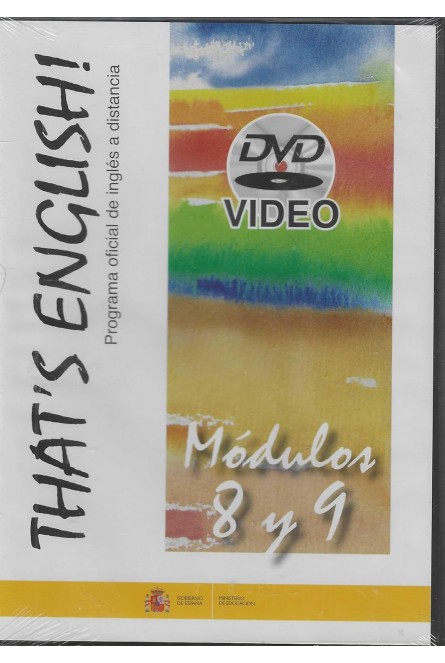 THAT'S ENGLISH!
Programa oficial de inglés a distancia
DVD
VIDEO
Módulos
8 y 9
GOBIERNO
DE ESPAÑA
MINISTERIO
DE EDUCACIÓN